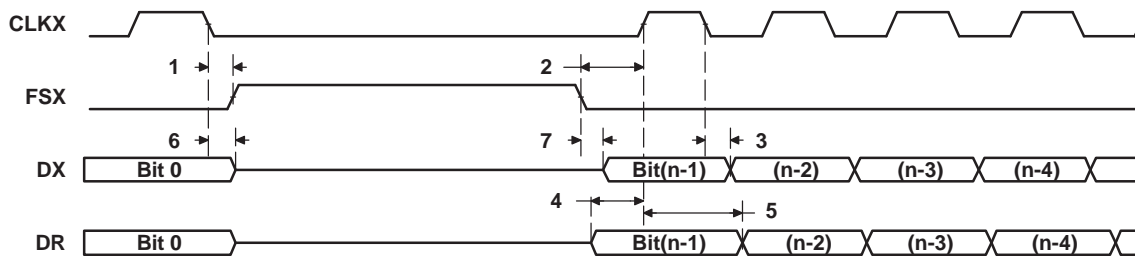 CLKX
1 2
FSX
6 7 3
DX Bit 0 Bit(n-1) (n-2) (n-3) (n-4)
4 5
DR Bit 0 Bit(n-1) (n-2) (n-3) (n-4)